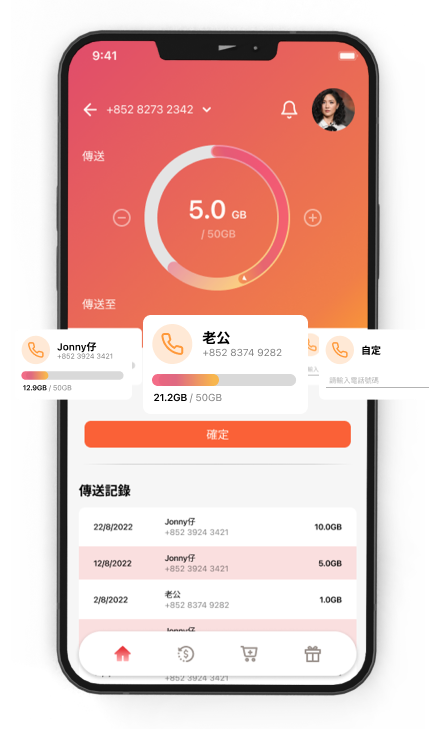 9:41
+852 8273 2342
傳送
5.0 GB
/ 50GB
傳送至
Jonny仔
+852 3924 3421
12.9GB / 50GB
老公
+852 8374 9282
21.2GB / 50GB
自定
請輸入電話號碼
確定
傳送記錄
22/8/2022 Jonny仔 10.0GB
+852 3924 3421
12/8/2022 Jonny仔 5.0GB
+852 3924 3421
2/8/2022 老公 1.0GB
+852 8374 9282
Jonny仔
+852 3924 3421